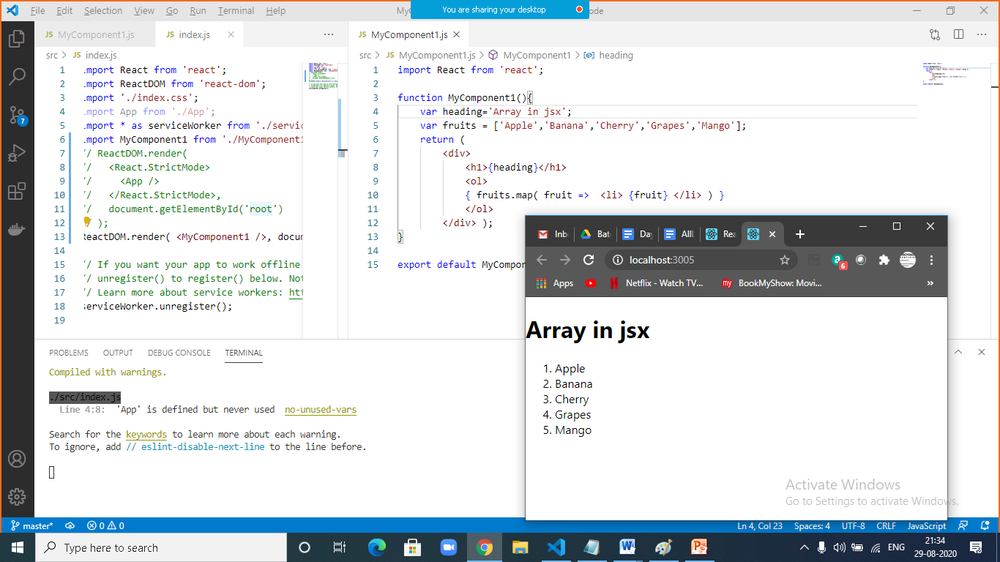 File Edit Selection View Go Run Terminal Help
You are sharing your desktop
JS MyComponent1.js
JS index.js
JS MyComponent1.js
src > JS index.js
1 import React from 'react';
2 import ReactDOM from 'react-dom';
3 import './index.css';
4 import App from './App';
5 import * as serviceWorker from './servic
6 import MyComponent1 from './MyComponent1
7 // ReactDOM.render(
8 //   <React.StrictMode>
9 //     <App />
10 //   </React.StrictMode>,
11 //   document.getElementById('root')
12 );
13 ReactDOM.render( <MyComponent1 />, docum
14
15 // If you want your app to work offline
16 // unregister() to register() below. Not
17 // Learn more about service workers: htt
18 serviceWorker.unregister();
19
src > JS MyComponent1.js > MyComponent1 > heading
1 import React from 'react';
2
3 function MyComponent1(){
4     var heading='Array in jsx';
5     var fruits = ['Apple','Banana','Cherry','Grapes','Mango'];
6     return (
7         <div>
8             <h1>{heading}</h1>
9             <ol>
10             { fruits.map( fruit =>  <li> {fruit} </li> ) }
11             </ol>
12         </div> );
13 }
14
15 export default MyCompon
7
PROBLEMS OUTPUT DEBUG CONSOLE TERMINAL
Compiled with warnings.
./src/index.js
Line 4:8:  'App' is defined but never used  no-unused-vars
Search for the keywords to learn more about each warning.
To ignore, add // eslint-disable-next-line to the line before.
Inb Bat Day AllI Rea
localhost:3005
6
Apps Netflix - Watch TV... my BookMyShow: Movi... »
Array in jsx
1. Apple
2. Banana
3. Cherry
4. Grapes
5. Mango
Activate Windows
Go to Settings to activate Windows.
master* 0 0 Ln 4, Col 23 Spaces: 4 UTF-8 CRLF JavaScript
Type here to search
ENG
21:34
29-08-2020